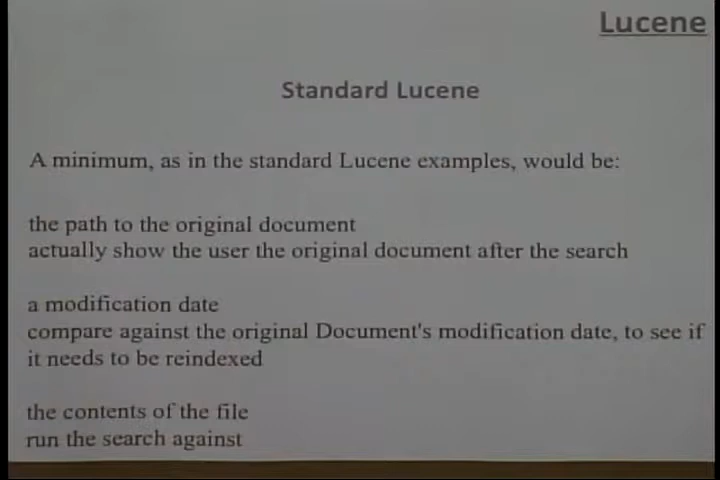 Lucene
Standard Lucene
A minimum, as in the standard Lucene examples, would be:
the path to the original document
actually show the user the original document after the search
a modification date
compare against the original Document's modification date, to see if
it needs to be reindexed
the contents of the file
run the search against